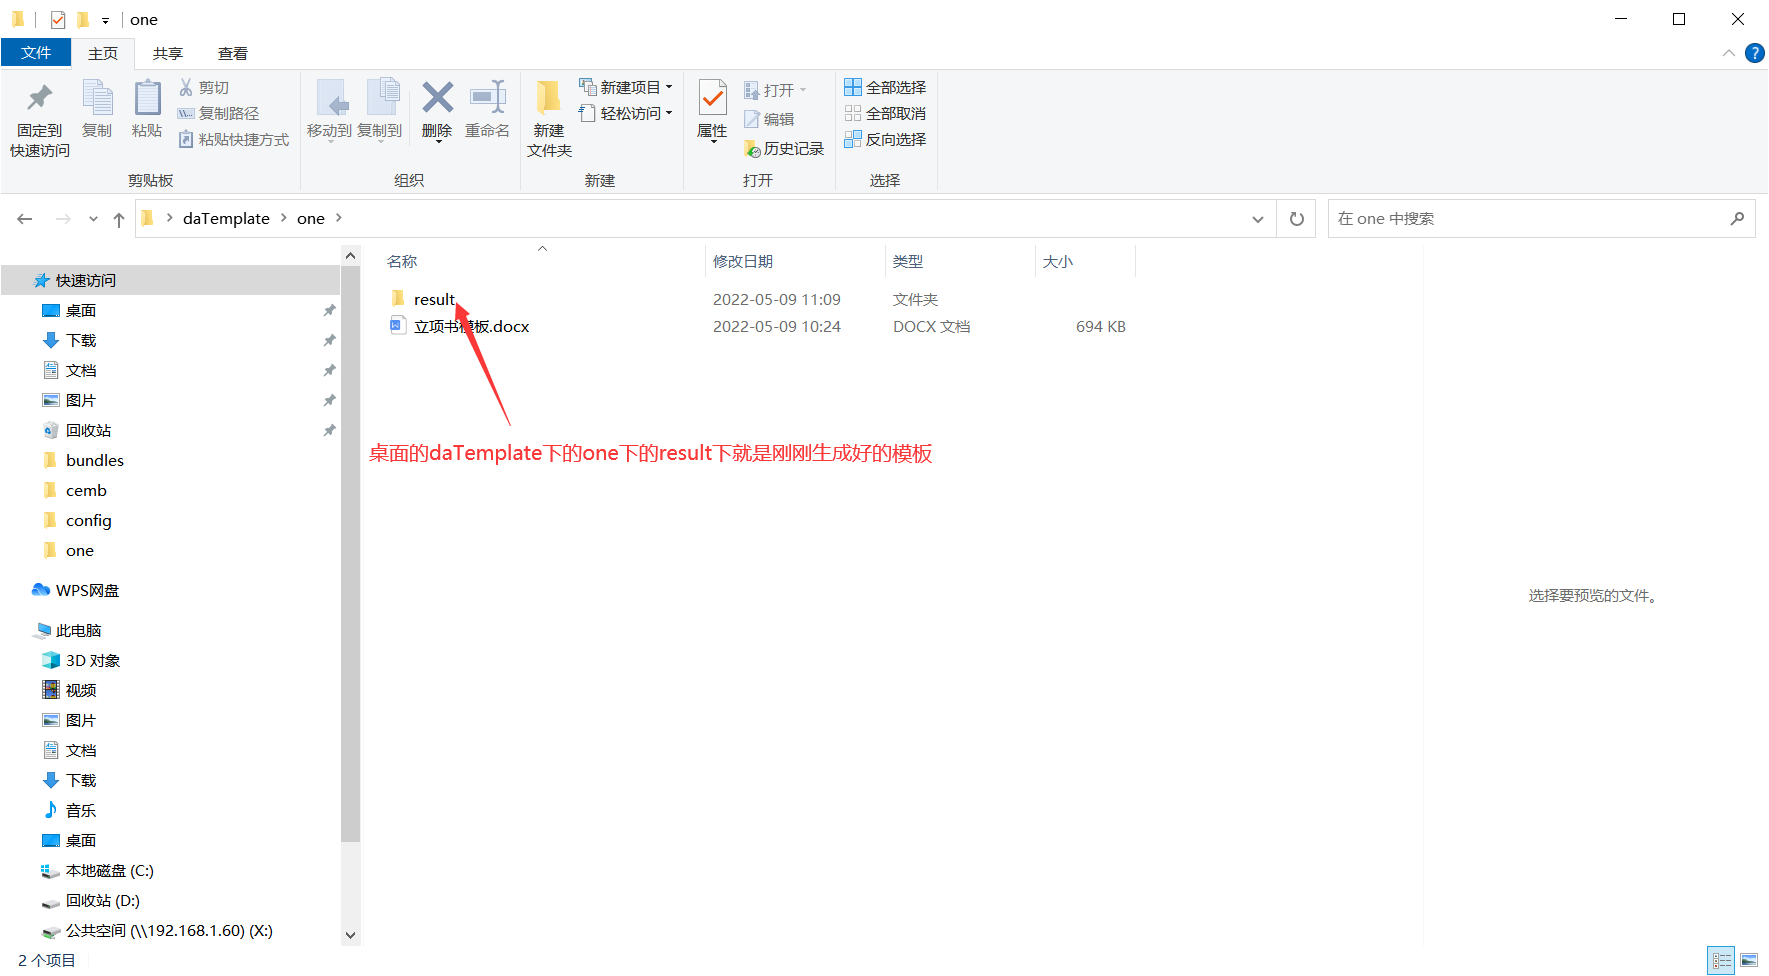 one
文件 主页 共享 查看
固定到
快速访问
复制
粘贴
剪切
复制路径
粘贴快捷方式
剪贴板
移动到
复制到
删除
重命名
组织
新建
文件夹
新建项目
轻松访问
新建
属性
打开
编辑
历史记录
打开
全部选择
全部取消
反向选择
选择
daTemplate one
在 one 中搜索
快速访问
桌面
下载
文档
图片
回收站
bundles
cemb
config
one
WPS网盘
此电脑
3D 对象
视频
图片
文档
下载
音乐
桌面
本地磁盘 (C:)
回收站 (D:)
公共空间 (\\192.168.1.60) (X:)
名称 修改日期 类型 大小
result 2022-05-09 11:09 文件夹
立项书模板.docx 2022-05-09 10:24 DOCX 文档 694 KB
桌面的daTemplate下的one下的result下就是刚刚生成好的模板
选择要预览的文件。
2 个项目